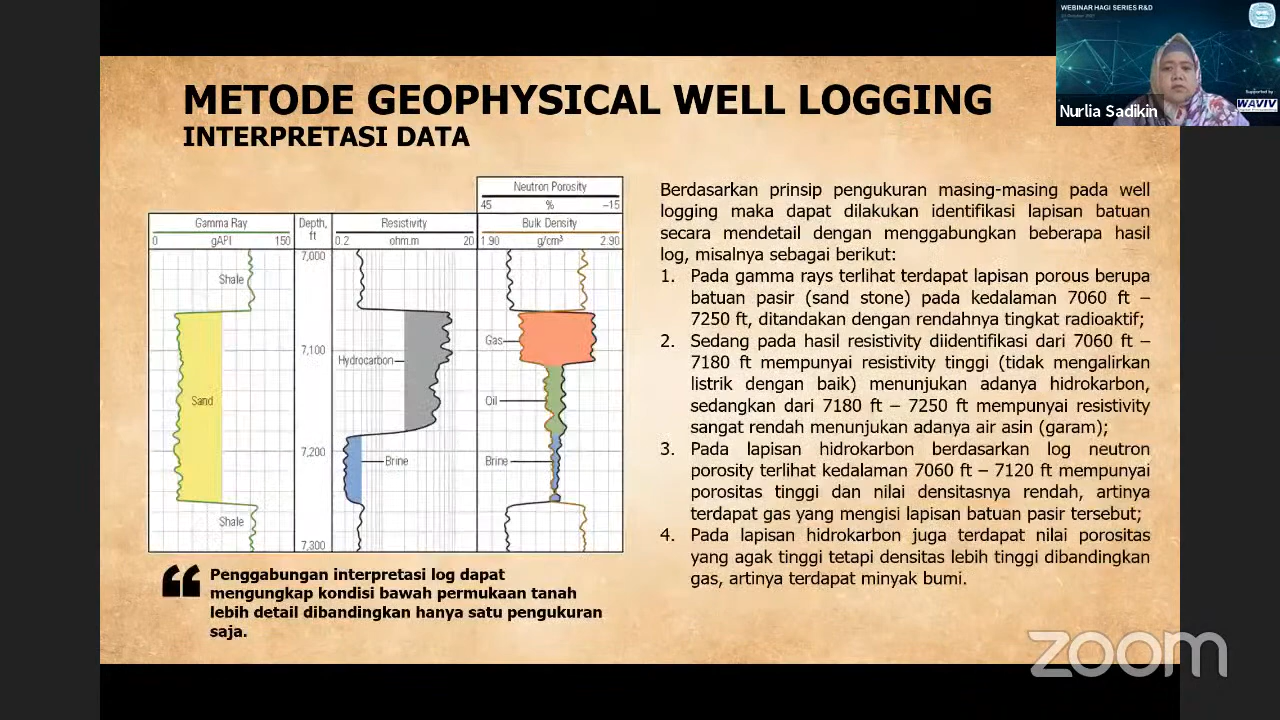 WEBINAR HAGI SERIES R&D
Supported by
WAVIV
Nurlia Sadikin
METODE GEOPHYSICAL WELL LOGGING
INTERPRETASI DATA
Neutron Porosity
45 % –15
Gamma Ray Depth, Resistivity Bulk Density
0 gAPI 150 ft 0.2 ohm.m 20 1.90 g/cm³ 2.90
7,000
Shale
Gas
7,100
Hydrocarbon
Sand
Oil
7,200
Brine
Brine
Shale
7,300
Penggabungan interpretasi log dapat
mengungkap kondisi bawah permukaan tanah
lebih detail dibandingkan hanya satu pengukuran
saja.
Berdasarkan prinsip pengukuran masing-masing pada well
logging maka dapat dilakukan identifikasi lapisan batuan
secara mendetail dengan menggabungkan beberapa hasil
log, misalnya sebagai berikut:
1. Pada gamma rays terlihat terdapat lapisan porous berupa
batuan pasir (sand stone) pada kedalaman 7060 ft –
7250 ft, ditandakan dengan rendahnya tingkat radioaktif;
2. Sedang pada hasil resistivity diidentifikasi dari 7060 ft –
7180 ft mempunyai resistivity tinggi (tidak mengalirkan
listrik dengan baik) menunjukan adanya hidrokarbon,
sedangkan dari 7180 ft – 7250 ft mempunyai resistivity
sangat rendah menunjukan adanya air asin (garam);
3. Pada lapisan hidrokarbon berdasarkan log neutron
porosity terlihat kedalaman 7060 ft – 7120 ft mempunyai
porositas tinggi dan nilai densitasnya rendah, artinya
terdapat gas yang mengisi lapisan batuan pasir tersebut;
4. Pada lapisan hidrokarbon juga terdapat nilai porositas
yang agak tinggi tetapi densitas lebih tinggi dibandingkan
gas, artinya terdapat minyak bumi.
zoom